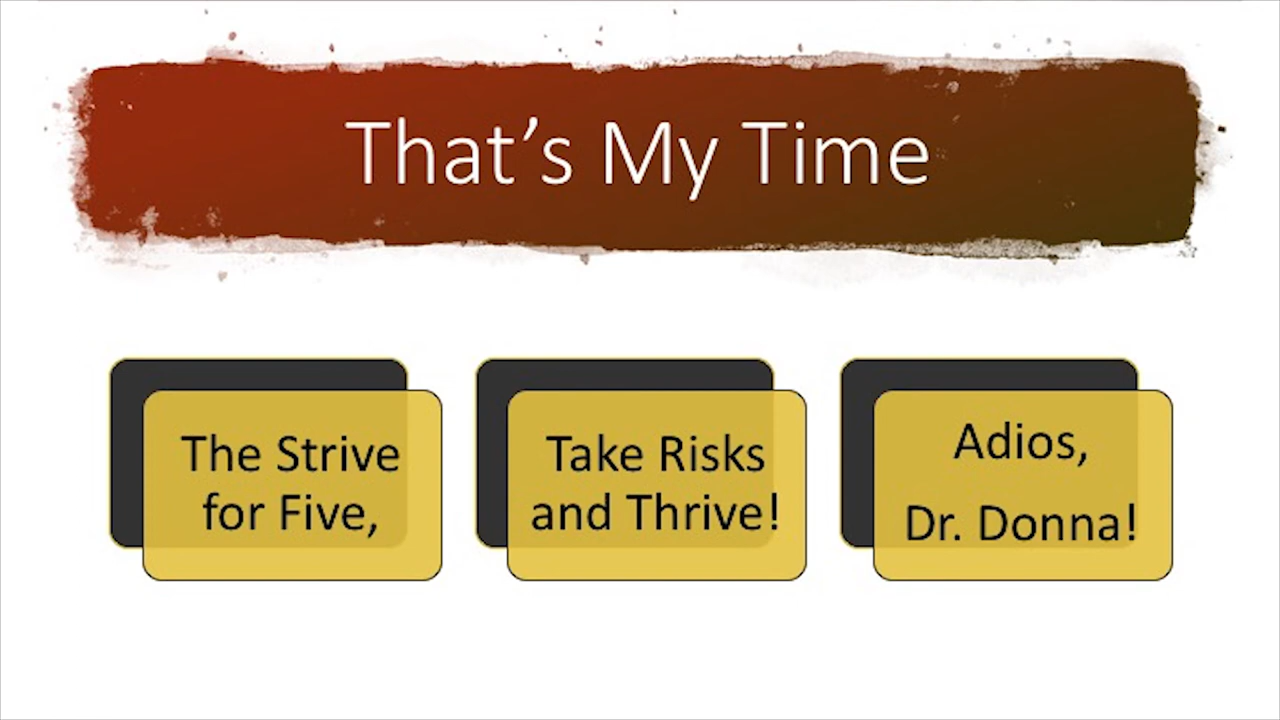 That’s My Time
The Strive
for Five,
Take Risks
and Thrive!
Adios,
Dr. Donna!